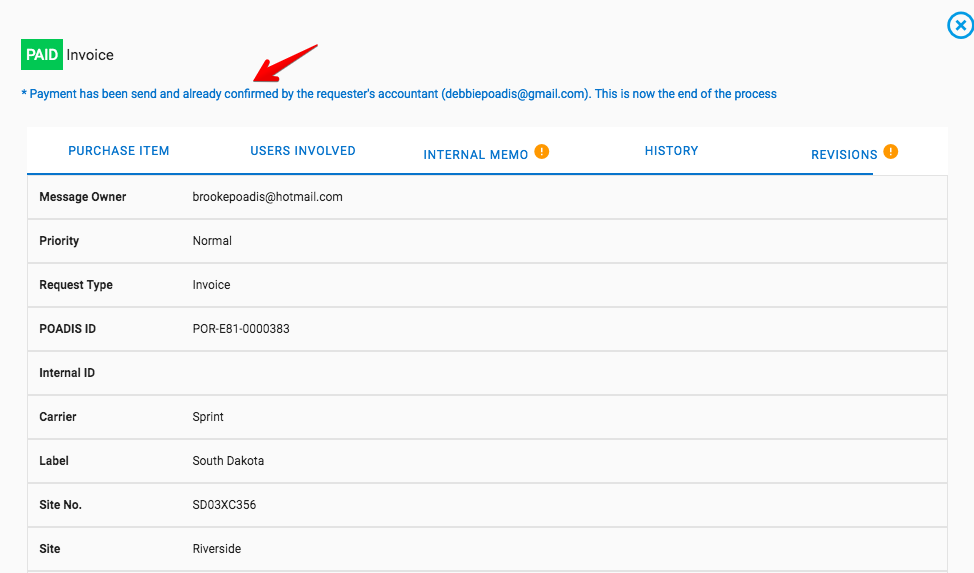 PAID Invoice
* Payment has been send and already confirmed by the requester's accountant (debbiepoadis@gmail.com). This is now the end of the process
PURCHASE ITEM USERS INVOLVED INTERNAL MEMO ! HISTORY REVISIONS !
Message Owner brookepoadis@hotmail.com
Priority Normal
Request Type Invoice
POADIS ID POR-E81-0000383
Internal ID
Carrier Sprint
Label South Dakota
Site No. SD03XC356
Site Riverside